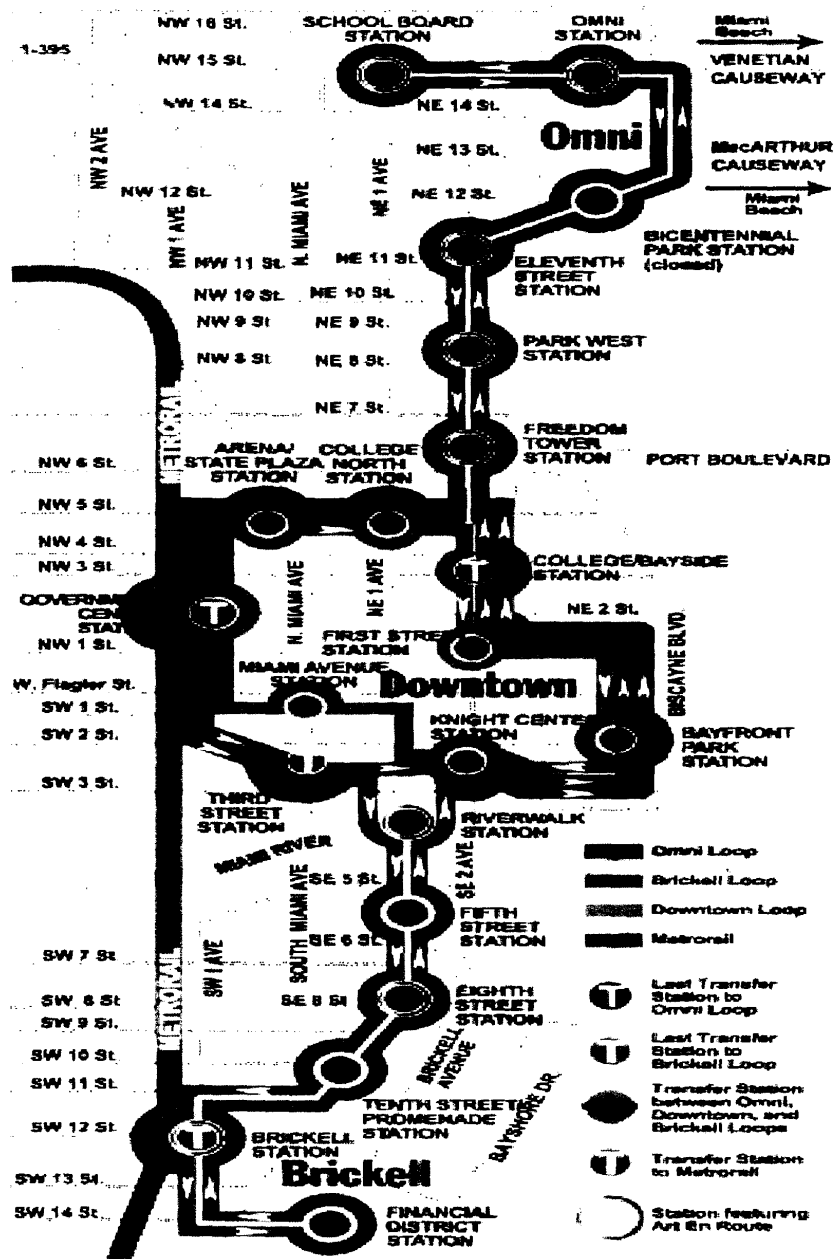 NW 16 St.
SCHOOL BOARD
STATION
OMNI
STATION
Miami
Beach
1-395
NW 15 St.
VENETIAN
CAUSEWAY
NW 14 St.
NE 14 St.
Omni
NW 2 AVE
NE 13 St.
MacARTHUR
CAUSEWAY
NW 12 St.
NW 1 AVE
N. MIAMI AVE
NE 1 AVE
NE 12 St.
Miami
Beach
BICENTENNIAL
PARK STATION
(closed)
NW 11 St.
NE 11 St.
ELEVENTH
STREET
STATION
NW 10 St.
NE 10 St.
NW 9 St
NE 9 St.
PARK WEST
STATION
NW 8 St.
NE 8 St.
NE 7 St.
METRORAIL
FREEDOM
TOWER
STATION
PORT BOULEVARD
NW 6 St.
ARENA/
STATE PLAZA
STATION
COLLEGE
NORTH
STATION
NW 5 St.
NW 4 St.
NW 3 St.
T
COLLEGE/BAYSIDE
STATION
N. MIAMI AVE
NE 1 AVE
GOVERNM
CEN
STAT
T
NE 2 St.
NW 1 St.
FIRST STREE
STATION
BISCAYNE BLVD.
MIAMI AVENUE
STATION
W. Flagler St.
Downtown
SW 1 St.
SW 2 St.
KNIGHT CENTE
STATION
BAYFRONT
PARK
STATION
T
SW 3 St.
THIRD
STREET
STATION
RIVERWALK
STATION
MIAMI RIVER
SE 5 St.
SE 2 AVE
Omni Loop
Brickell Loop
Downtown Loop
Metrorail
FIFTH
STREET
STATION
SOUTH MIAMI AVE
SE 6 St.
SW 7 St
SW 1 AVE
METRORAIL
SW 8 St
SE 8 St
EIGHTH
STREET
STATION
T
Last Transfer
Station to
Omni Loop
SW 9 St.
SW 10 St.
BRICKELL
AVENUE
T
Last Transfer
Station to
Brickell Loop
SW 11 St.
TENTH STREET/
PROMENADE
STATION
BAYSHORE DR.
Transfer Station
between Omni,
Downtown, and
Brickell Loops
SW 12 St.
T
BRICKELL
STATION
Brickell
T
Transfer Station
to Metrorail
SW 13 St.
SW 14 St.
FINANCIAL
DISTRICT
STATION
Station featuring
Art En Route